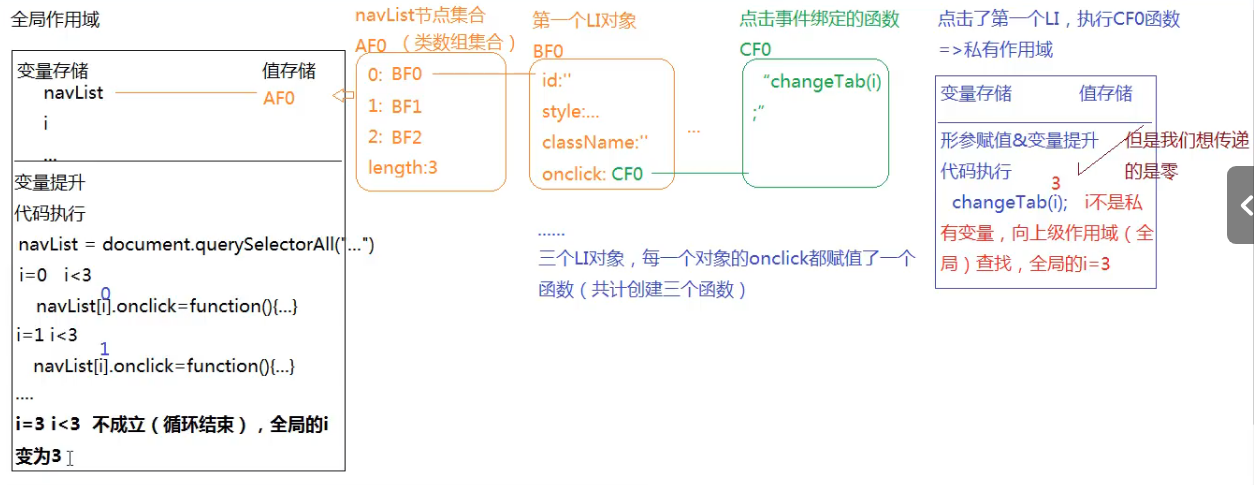 全局作用域
变量存储 值存储
navList AF0
i
...
变量提升
代码执行
navList = document.querySelectorAll("...")
i=0 i<3
0
navList[i].onclick=function(){...}
i=1 i<3
1
navList[i].onclick=function(){...}
....
i=3 i<3 不成立（循环结束），全局的i
变为3
navList节点集合
AF0 （类数组集合）
0: BF0
1: BF1
2: BF2
length:3
第一个LI对象
BF0
id:''
style:...
className:''
onclick: CF0
...
点击事件绑定的函数
CF0
“changeTab(i)
;”
......
三个LI对象，每一个对象的onclick都赋值了一个
函数（共计创建三个函数）
点击了第一个LI，执行CF0函数
=>私有作用域
变量存储 值存储
形参赋值&变量提升
代码执行
3
changeTab(i); i不是私
有变量，向上级作用域（全
局）查找，全局的i=3
但是我们想传递
的是零